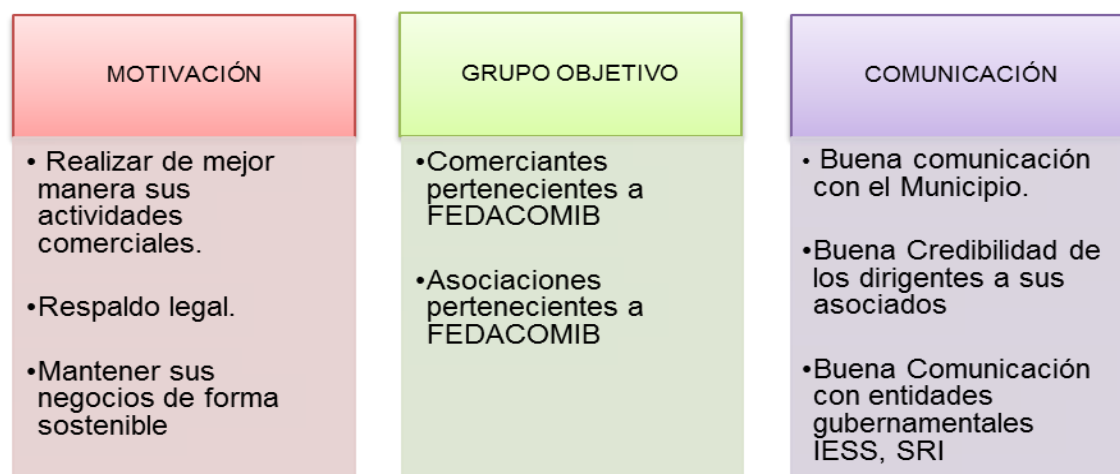 MOTIVACIÓN
• Realizar de mejor
manera sus
actividades
comerciales.
•Respaldo legal.
•Mantener sus
negocios de forma
sostenible
GRUPO OBJETIVO
•Comerciantes
pertenecientes a
FEDACOMIB
•Asociaciones
pertenecientes a
FEDACOMIB
COMUNICACIÓN
• Buena comunicación
con el Municipio.
•Buena Credibilidad de
los dirigentes a sus
asociados
•Buena Comunicación
con entidades
gubernamentales
IESS, SRI